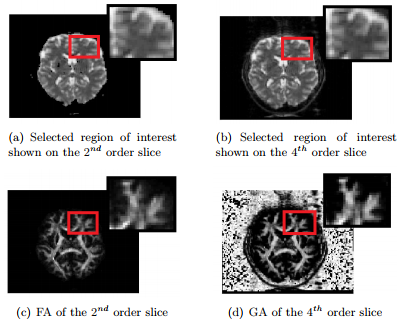 (a) Selected region of interest
shown on the 2nd order slice
(b) Selected region of interest
shown on the 4th order slice
(c) FA of the 2nd order slice
(d) GA of the 4th order slice